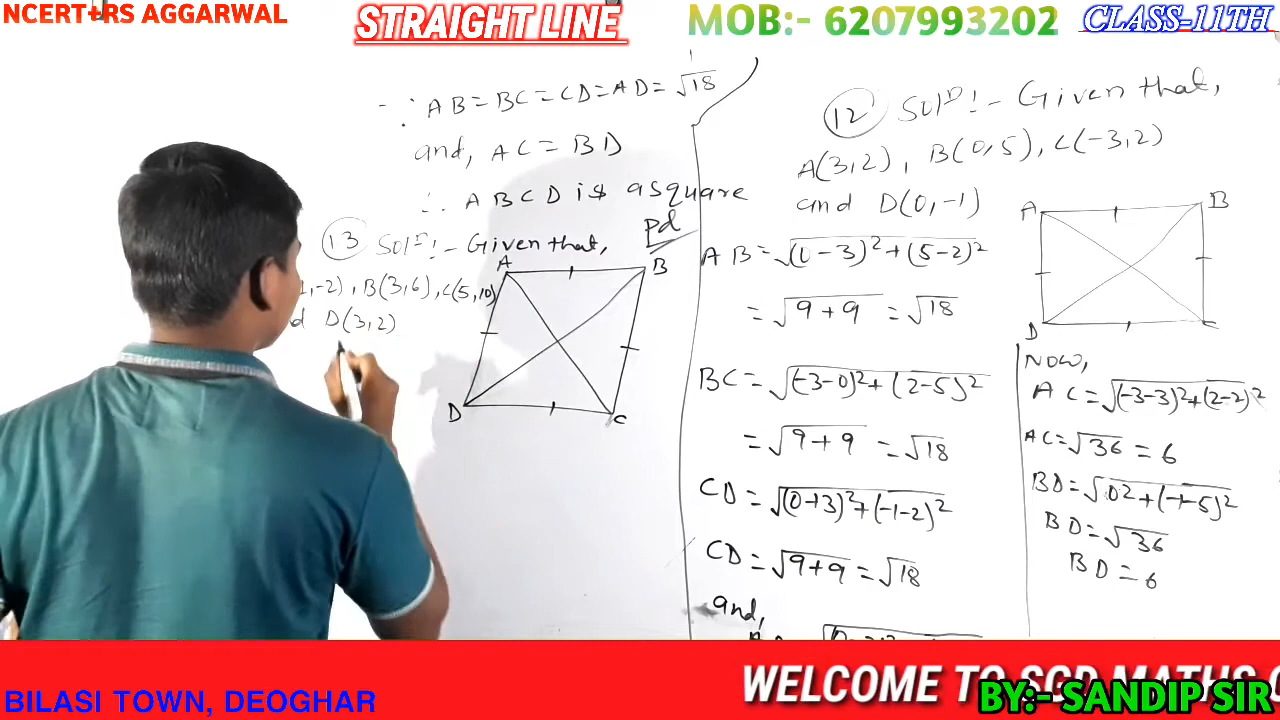 NCERT+RS AGGARWAL
STRAIGHT LINE
MOB:- 6207993202
CLASS-11TH
∵ AB=BC=CD=AD=√18
and, AC=BD
∴ ABCD is a square
pd
13 Solⁿ:- Given that,
1,-2), B(3,6), C(5,10)
d D(3,2)
A
B
D
C
12 Solⁿ:- Given that,
A(3,2), B(0,5), C(-3,2)
and D(0,-1)
A
B
D
C
AB=√(0-3)²+(5-2)²
=√9+9 =√18
BC=√(-3-0)²+(2-5)²
=√9+9 =√18
CD=√(0+3)²+(-1-2)²
CD=√9+9=√18
and,
Now,
AC=√(-3-3)²+(2-2)²
AC=√36=6
BD=√0²+(-1-5)²
BD=√36
BD=6
WELCOME TO SGD MATHS
BY:- SANDIP SIR
BILASI TOWN, DEOGHAR